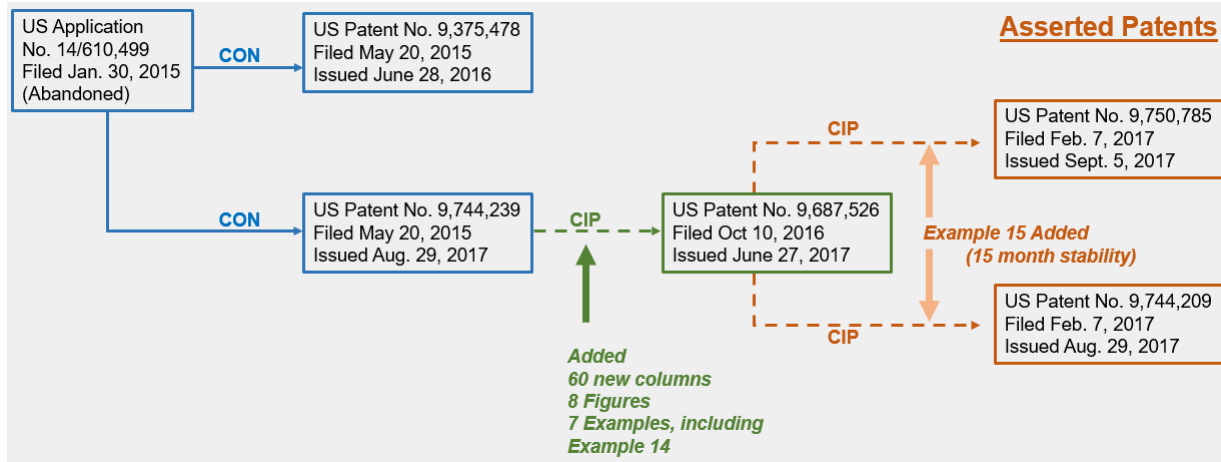 US Application
No. 14/610,499
Filed Jan. 30, 2015
(Abandoned)
CON
US Patent No. 9,375,478
Filed May 20, 2015
Issued June 28, 2016
Asserted Patents
CIP
US Patent No. 9,750,785
Filed Feb. 7, 2017
Issued Sept. 5, 2017
CON
US Patent No. 9,744,239
Filed May 20, 2015
Issued Aug. 29, 2017
CIP
US Patent No. 9,687,526
Filed Oct 10, 2016
Issued June 27, 2017
Example 15 Added
(15 month stability)
CIP
US Patent No. 9,744,209
Filed Feb. 7, 2017
Issued Aug. 29, 2017
Added
60 new columns
8 Figures
7 Examples, including
Example 14